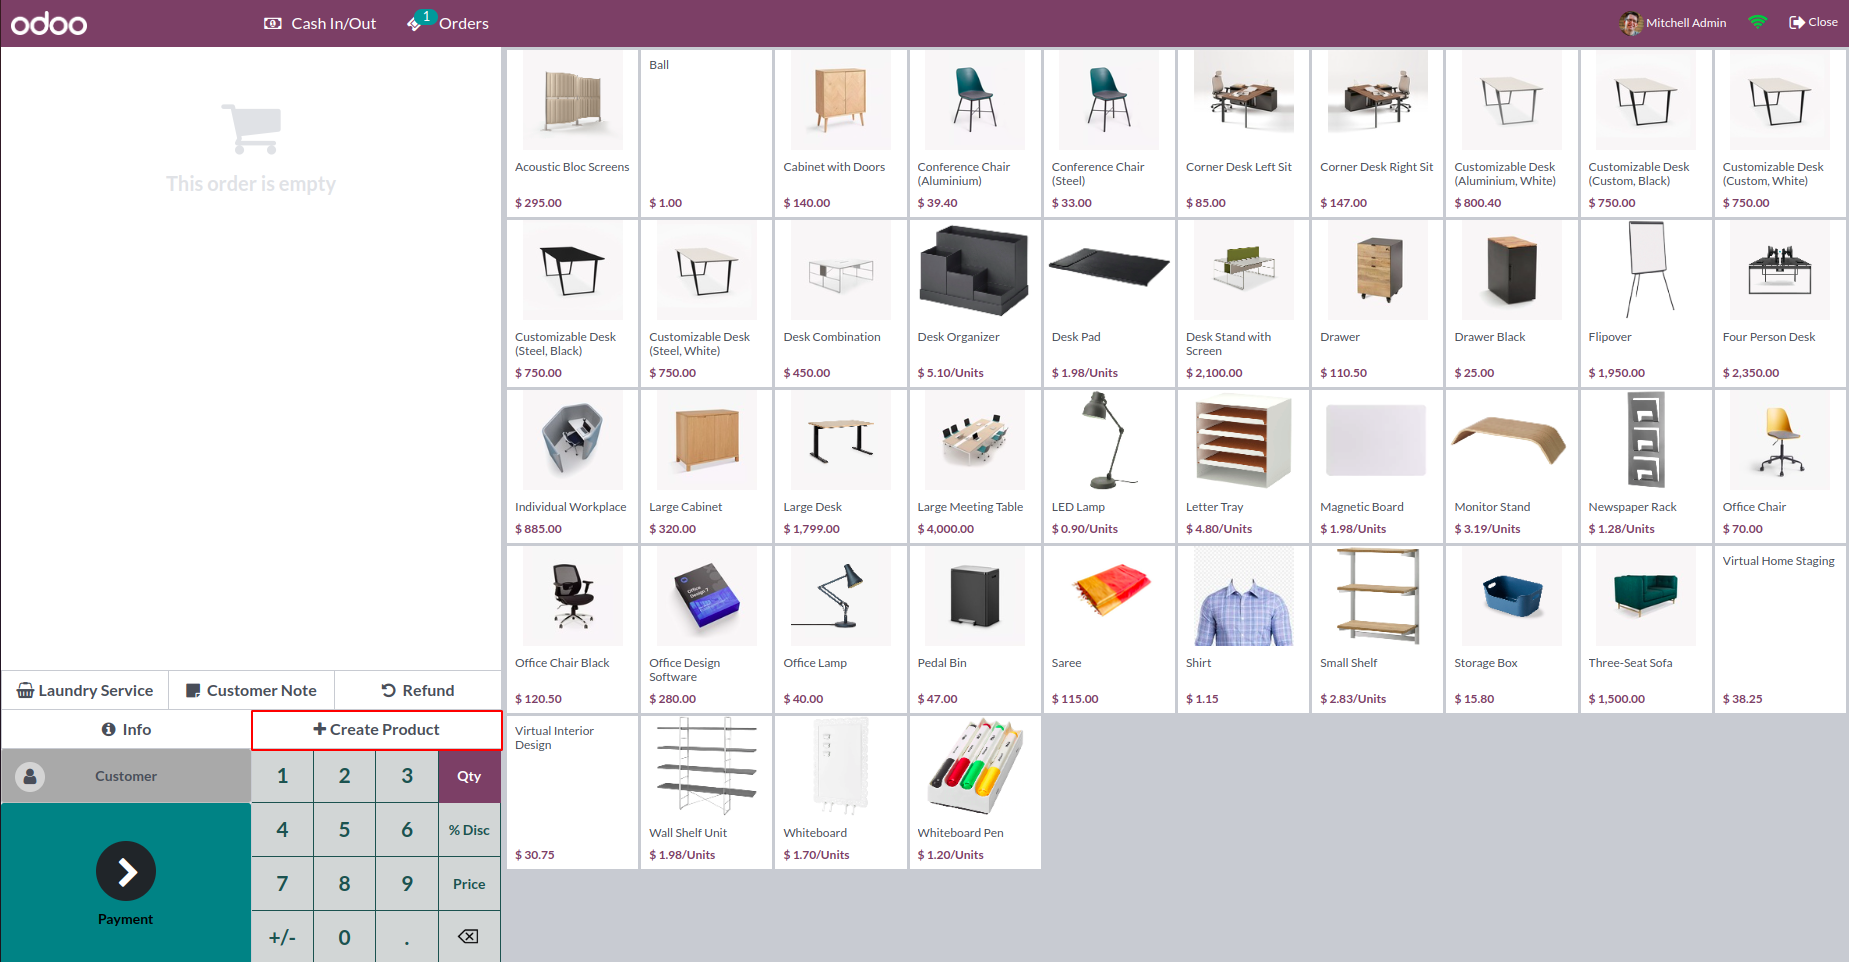 odoo
Cash In/Out
1
Orders
Mitchell Admin
Close
This order is empty
Laundry Service
Customer Note
Refund
Info
Create Product
Customer
1 2 3 Qty
4 5 6 % Disc
7 8 9 Price
+/- 0 .
Payment
Acoustic Bloc Screens
$ 295.00
Ball
$ 1.00
Cabinet with Doors
$ 140.00
Conference Chair
(Aluminium)
$ 39.40
Conference Chair
(Steel)
$ 33.00
Corner Desk Left Sit
$ 85.00
Corner Desk Right Sit
$ 147.00
Customizable Desk
(Aluminium, White)
$ 800.40
Customizable Desk
(Custom, Black)
$ 750.00
Customizable Desk
(Custom, White)
$ 750.00
Customizable Desk
(Steel, Black)
$ 750.00
Customizable Desk
(Steel, White)
$ 750.00
Desk Combination
$ 450.00
Desk Organizer
$ 5.10/Units
Desk Pad
$ 1.98/Units
Desk Stand with
Screen
$ 2,100.00
Drawer
$ 110.50
Drawer Black
$ 25.00
Flipover
$ 1,950.00
Four Person Desk
$ 2,350.00
Individual Workplace
$ 885.00
Large Cabinet
$ 320.00
Large Desk
$ 1,799.00
Large Meeting Table
$ 4,000.00
LED Lamp
$ 0.90/Units
Letter Tray
$ 4.80/Units
Magnetic Board
$ 1.98/Units
Monitor Stand
$ 3.19/Units
Newspaper Rack
$ 1.28/Units
Office Chair
$ 70.00
Office Chair Black
$ 120.50
Office
Design 7
Office Design
Software
$ 280.00
Office Lamp
$ 40.00
Pedal Bin
$ 47.00
Saree
$ 115.00
Shirt
$ 1.15
Small Shelf
$ 2.83/Units
Storage Box
$ 15.80
Three-Seat Sofa
$ 1,500.00
Virtual Home Staging
$ 38.25
Virtual Interior
Design
$ 30.75
Wall Shelf Unit
$ 1.98/Units
Whiteboard
$ 1.70/Units
Whiteboard Pen
$ 1.20/Units